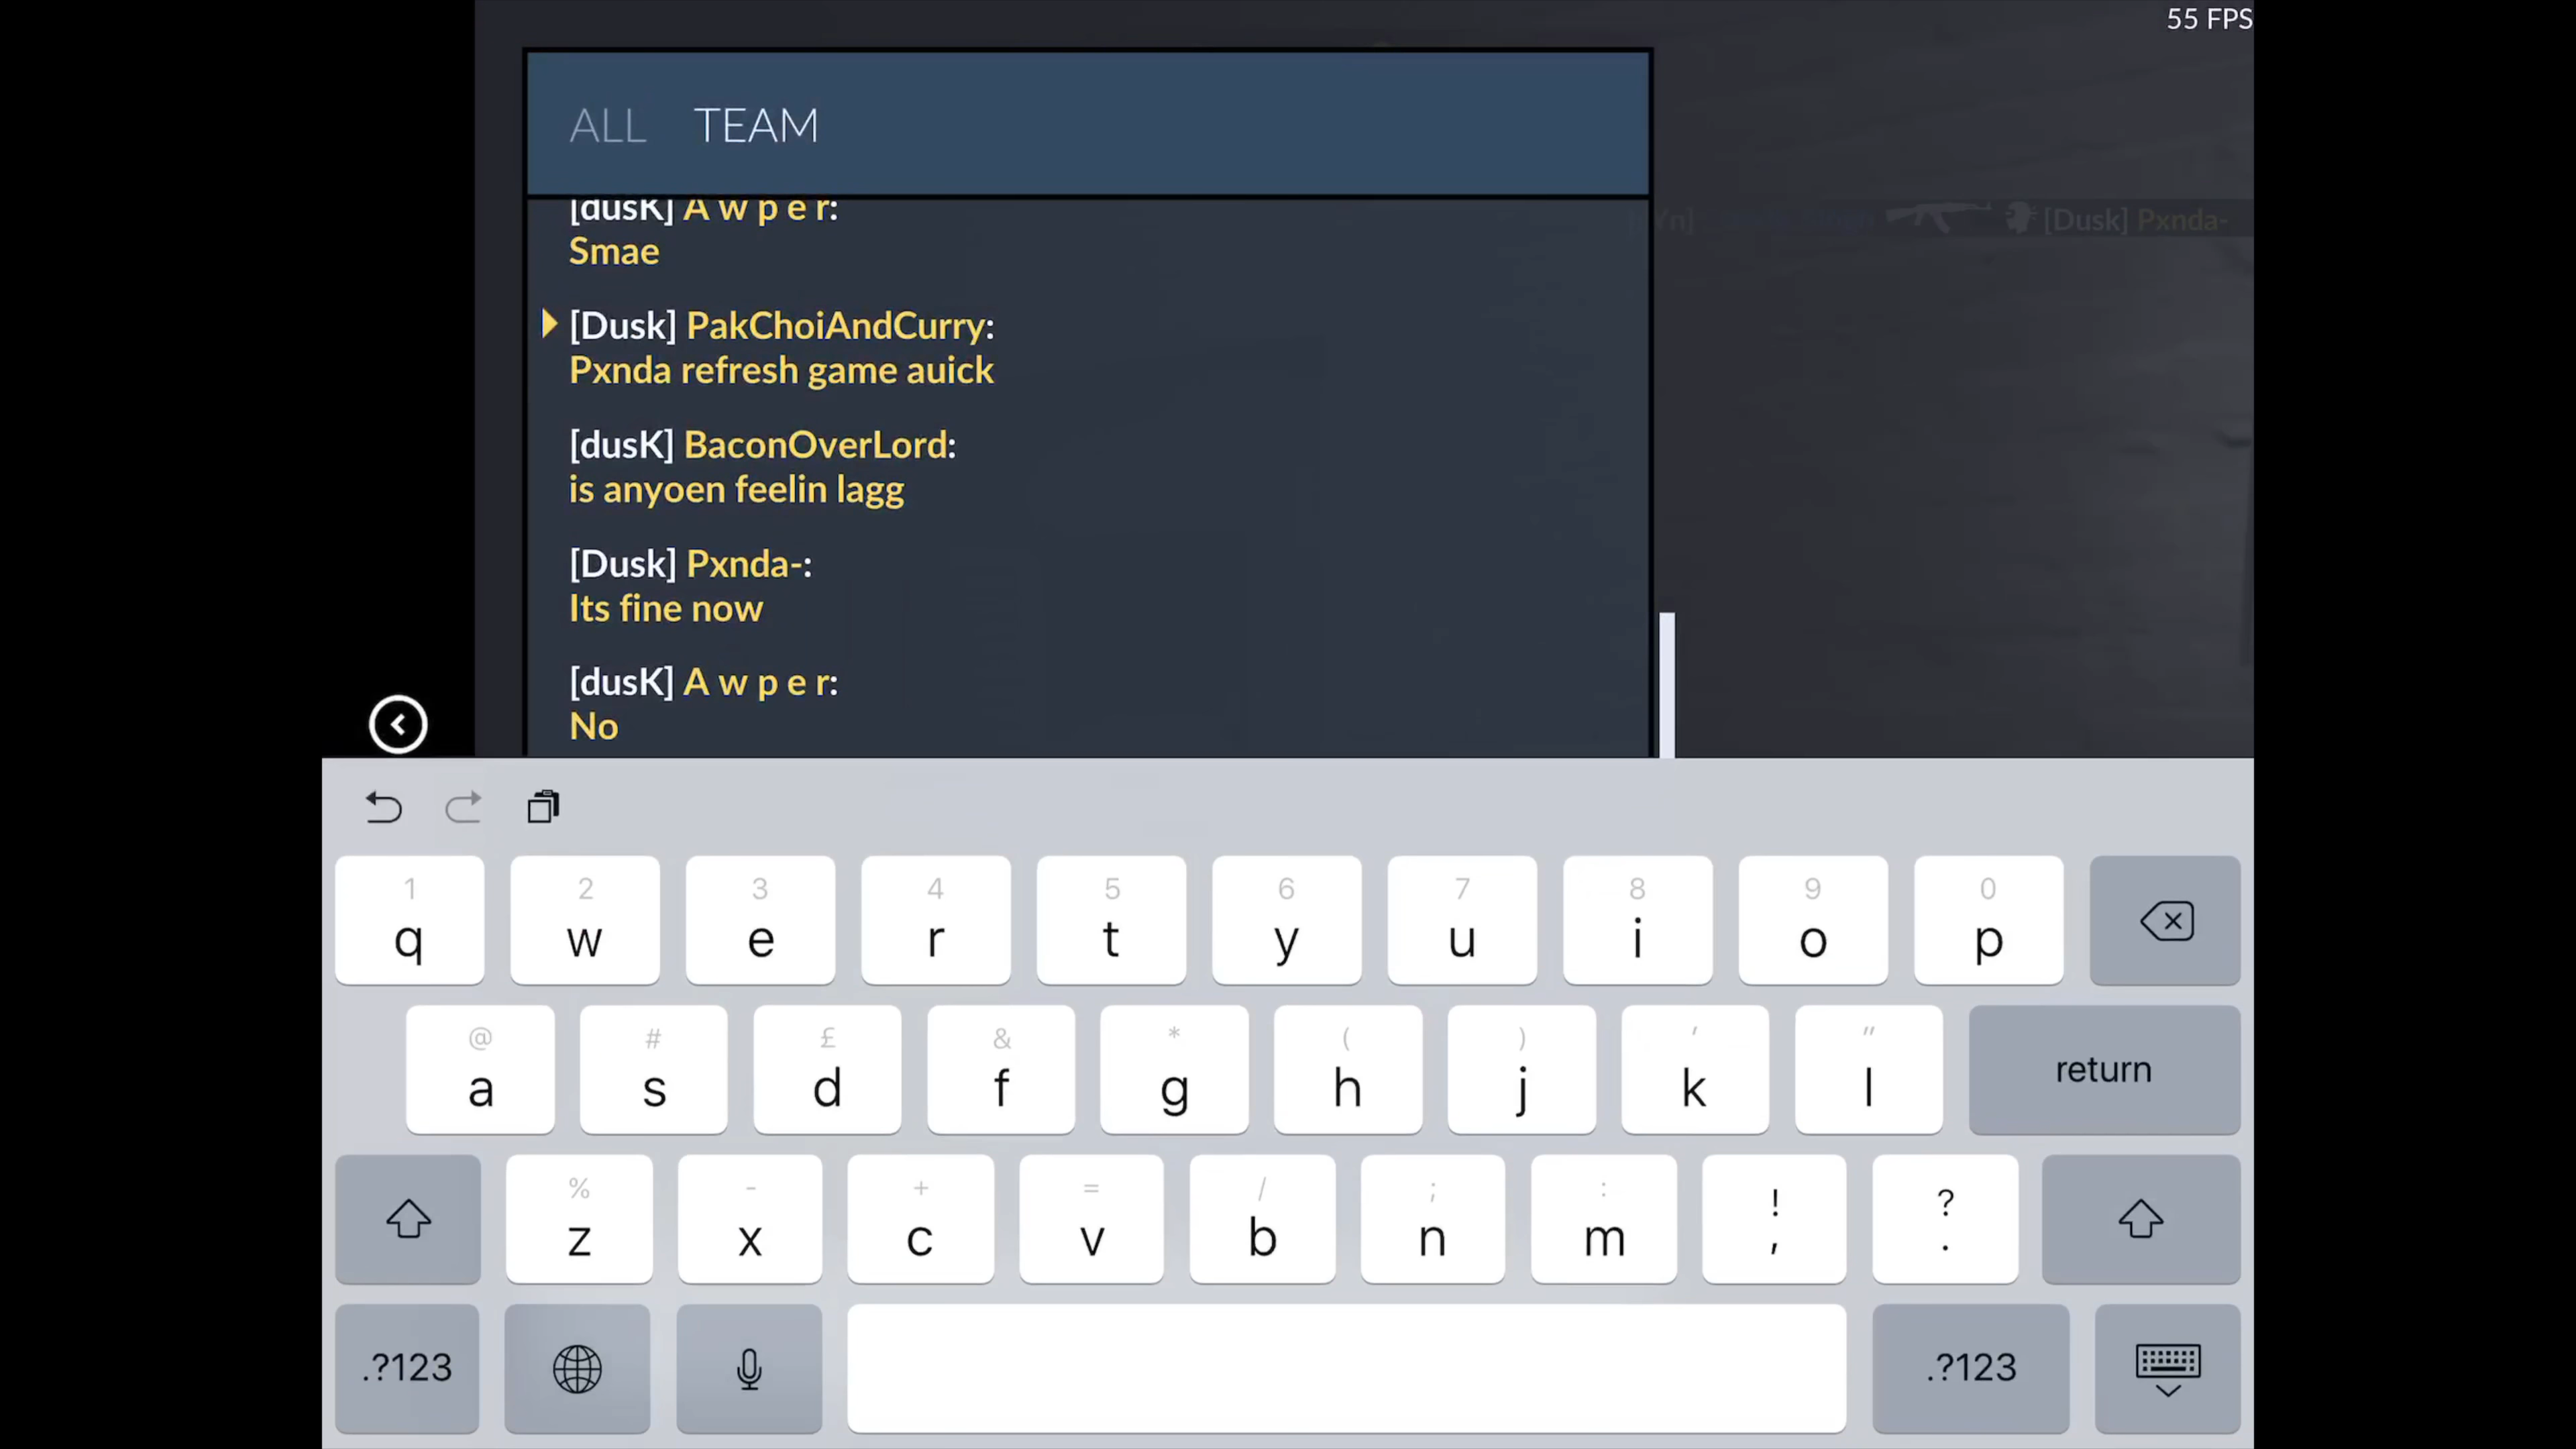 55 FPS
ALL TEAM
[dusK] A w p e r:
Smae
[Dusk] Pxnda-
[Dusk] PakChoiAndCurry:
Pxnda refresh game auick
[dusK] BaconOverLord:
is anyoen feelin lagg
[Dusk] Pxnda-:
Its fine now
[dusK] A w p e r:
No
1 2 3 4 5 6 7 8 9 0
q w e r t y u i o p
@ # £ & * ( ) ' "
a s d f g h j k l return
% - + = / ; : ! ?
z x c v b n m , .
.?123 .?123